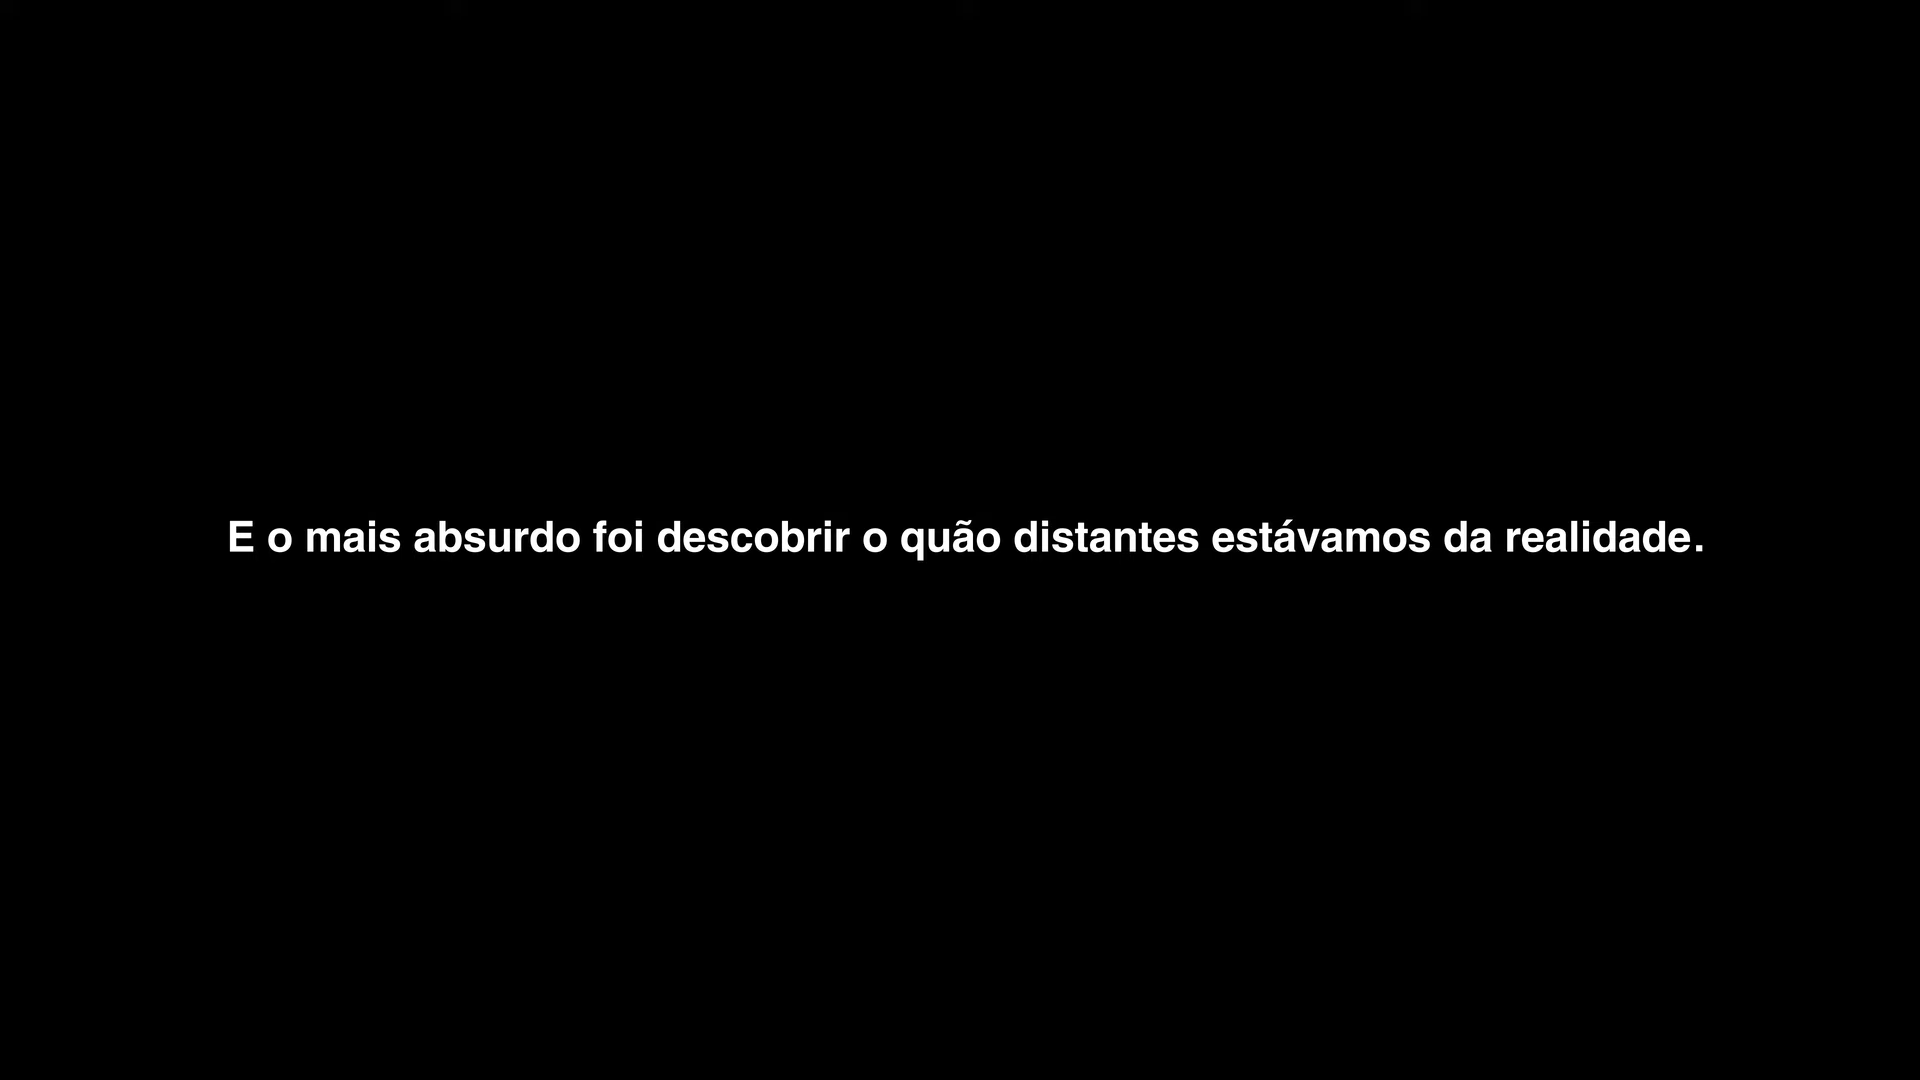 E o mais absurdo foi descobrir o quão distantes estávamos da realidade.